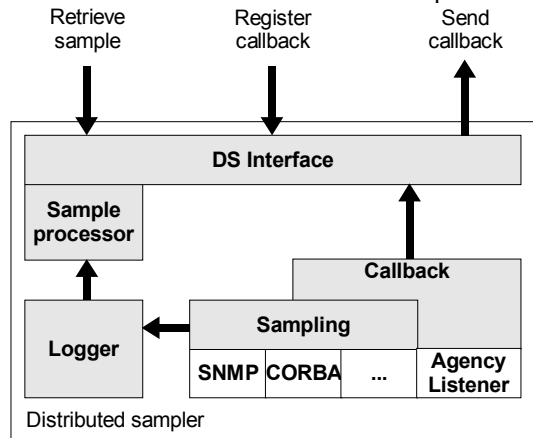 Retrieve
sample
Register
callback
Send
callback
DS Interface
Sample
processor
Callback
Logger
Sampling
SNMP
CORBA
...
Agency
Listener
Distributed sampler